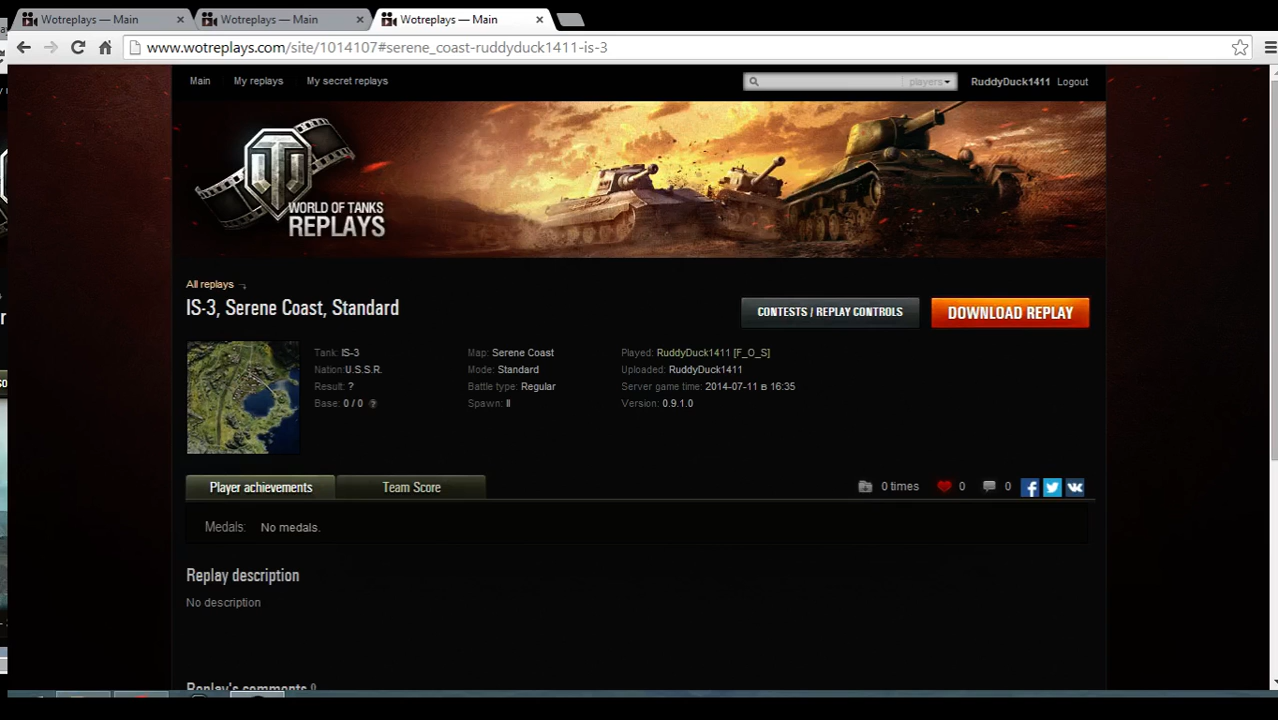 Wotreplays — Main
Wotreplays — Main
Wotreplays — Main
www.wotreplays.com/site/1014107#serene_coast-ruddyduck1411-is-3
Main My replays My secret replays players RuddyDuck1411 Logout
WORLD OF TANKS
REPLAYS
All replays
IS-3, Serene Coast, Standard
CONTESTS / REPLAY CONTROLS DOWNLOAD REPLAY
Tank: IS-3 Map: Serene Coast Played: RuddyDuck1411 [F_O_S]
Nation: U.S.S.R. Mode: Standard Uploaded: RuddyDuck1411
Result: ? Battle type: Regular Server game time: 2014-07-11 в 16:35
Base: 0 / 0 ? Spawn: II Version: 0.9.1.0
Player achievements Team Score 0 times 0 0
Medals: No medals.
Replay description
No description
Replay's comments 0